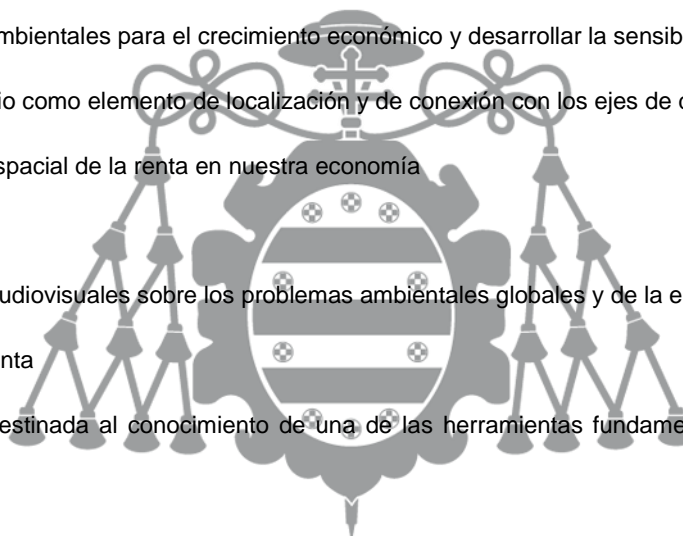 mbientales para el crecimiento económico y desarrollar la sensib
io como elemento de localización y de conexión con los ejes de
spacial de la renta en nuestra economía
udiovisuales sobre los problemas ambientales globales y de la e
nta
estinada al conocimiento de una de las herramientas fundame